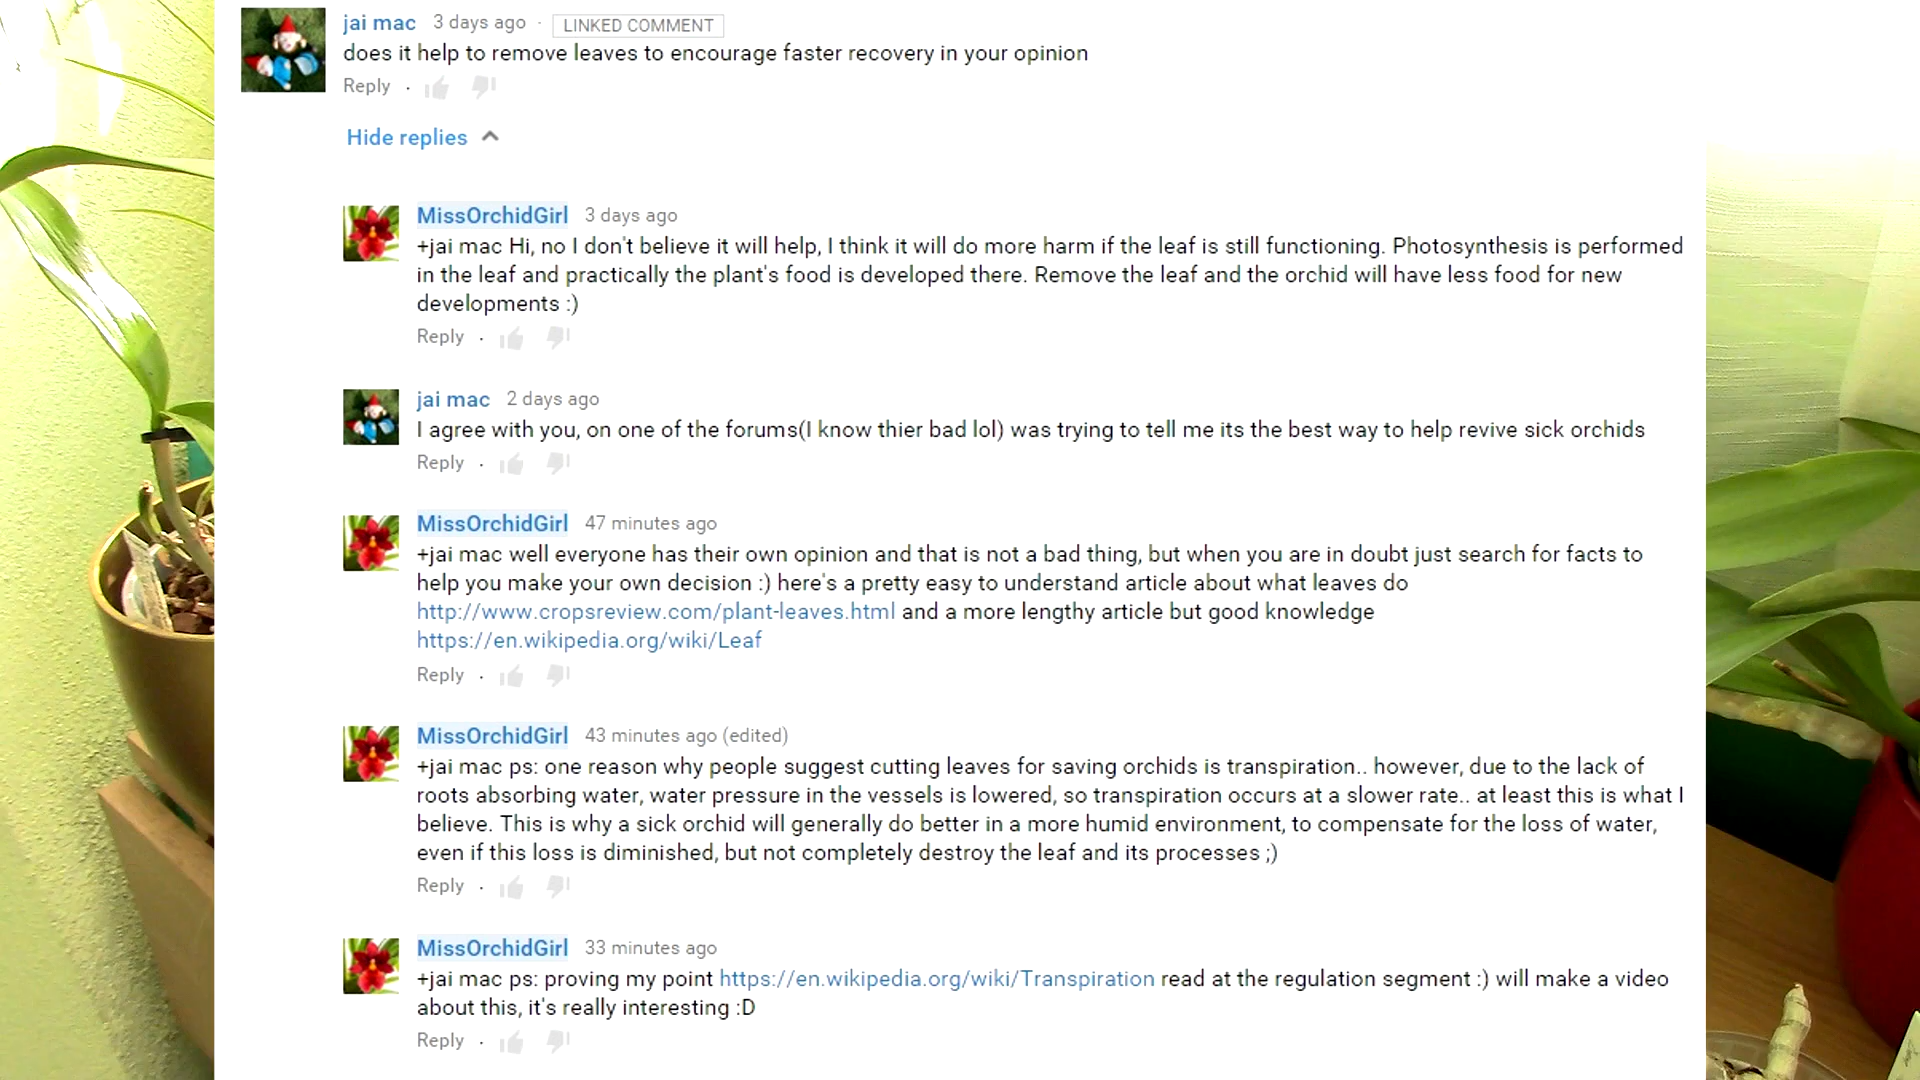 jai mac 3 days ago · LINKED COMMENT
does it help to remove leaves to encourage faster recovery in your opinion
Reply ·
Hide replies
MissOrchidGirl 3 days ago
+jai mac Hi, no I don't believe it will help, I think it will do more harm if the leaf is still functioning. Photosynthesis is performed
in the leaf and practically the plant's food is developed there. Remove the leaf and the orchid will have less food for new
developments :)
Reply ·
jai mac 2 days ago
I agree with you, on one of the forums(I know thier bad lol) was trying to tell me its the best way to help revive sick orchids
Reply ·
MissOrchidGirl 47 minutes ago
+jai mac well everyone has their own opinion and that is not a bad thing, but when you are in doubt just search for facts to
help you make your own decision :) here's a pretty easy to understand article about what leaves do
http://www.cropsreview.com/plant-leaves.html and a more lengthy article but good knowledge
https://en.wikipedia.org/wiki/Leaf
Reply ·
MissOrchidGirl 43 minutes ago (edited)
+jai mac ps: one reason why people suggest cutting leaves for saving orchids is transpiration.. however, due to the lack of
roots absorbing water, water pressure in the vessels is lowered, so transpiration occurs at a slower rate.. at least this is what I
believe. This is why a sick orchid will generally do better in a more humid environment, to compensate for the loss of water,
even if this loss is diminished, but not completely destroy the leaf and its processes ;)
Reply ·
MissOrchidGirl 33 minutes ago
+jai mac ps: proving my point https://en.wikipedia.org/wiki/Transpiration read at the regulation segment :) will make a video
about this, it's really interesting :D
Reply ·